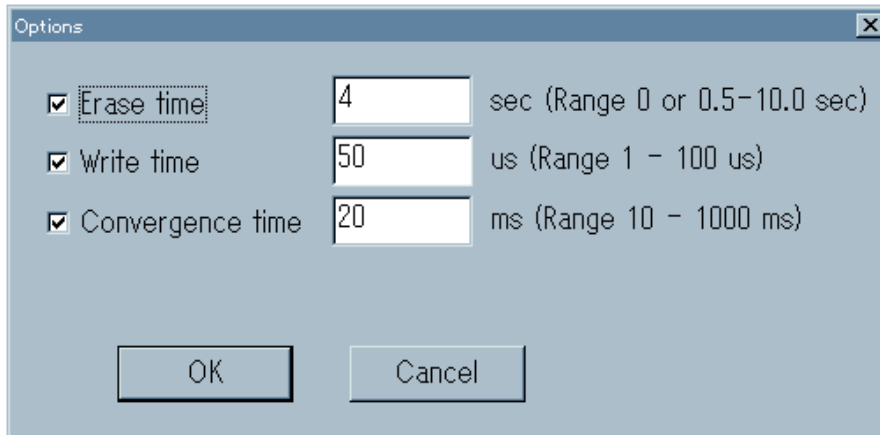 Options
Erase time 4 sec (Range 0 or 0.5-10.0 sec)
Write time 50 us (Range 1 - 100 us)
Convergence time 20 ms (Range 10 - 1000 ms)
OK Cancel